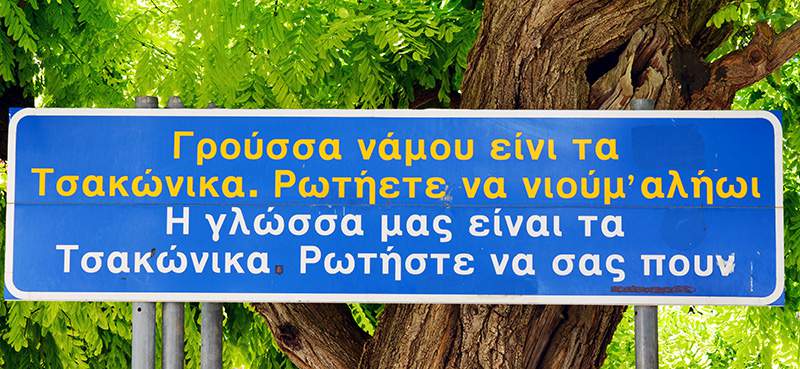 Γρούσσα νάμου είνι τα
Τσακώνικα. Ρωτήετε να νιούμ'αλήωι
Η γλώσσα μας είναι τα
Τσακώνικα. Ρωτήστε να σας πουν